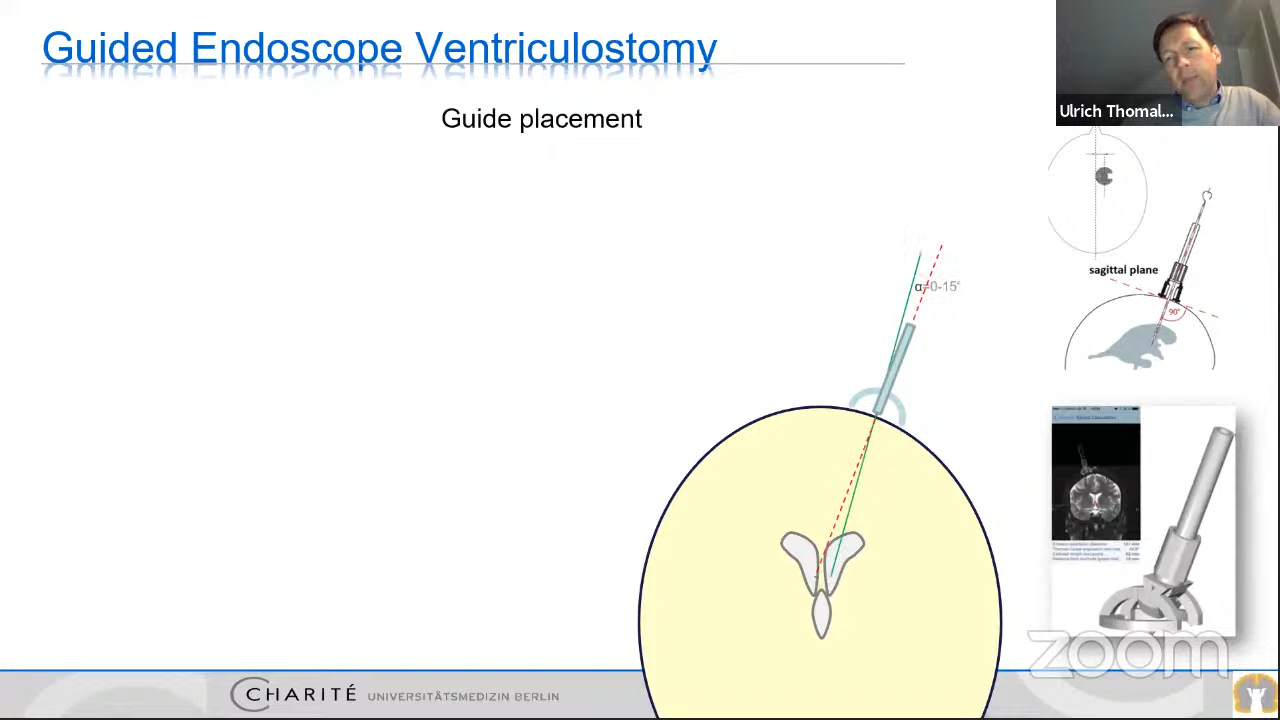 Guided Endoscope Ventriculostomy
Guide placement
Ulrich Thomal...
α=0-15°
sagittal plane
90°
zoom
CHARITÉ UNIVERSITÄTSMEDIZIN BERLIN